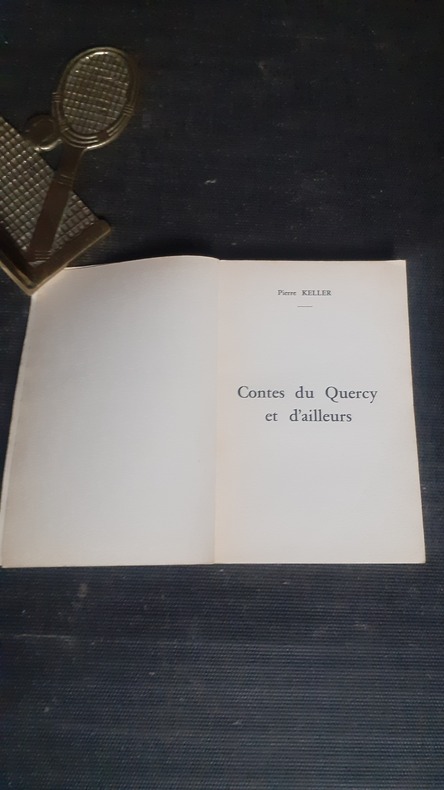 Pierre KELLER
Contes du Quercy
et d'ailleurs